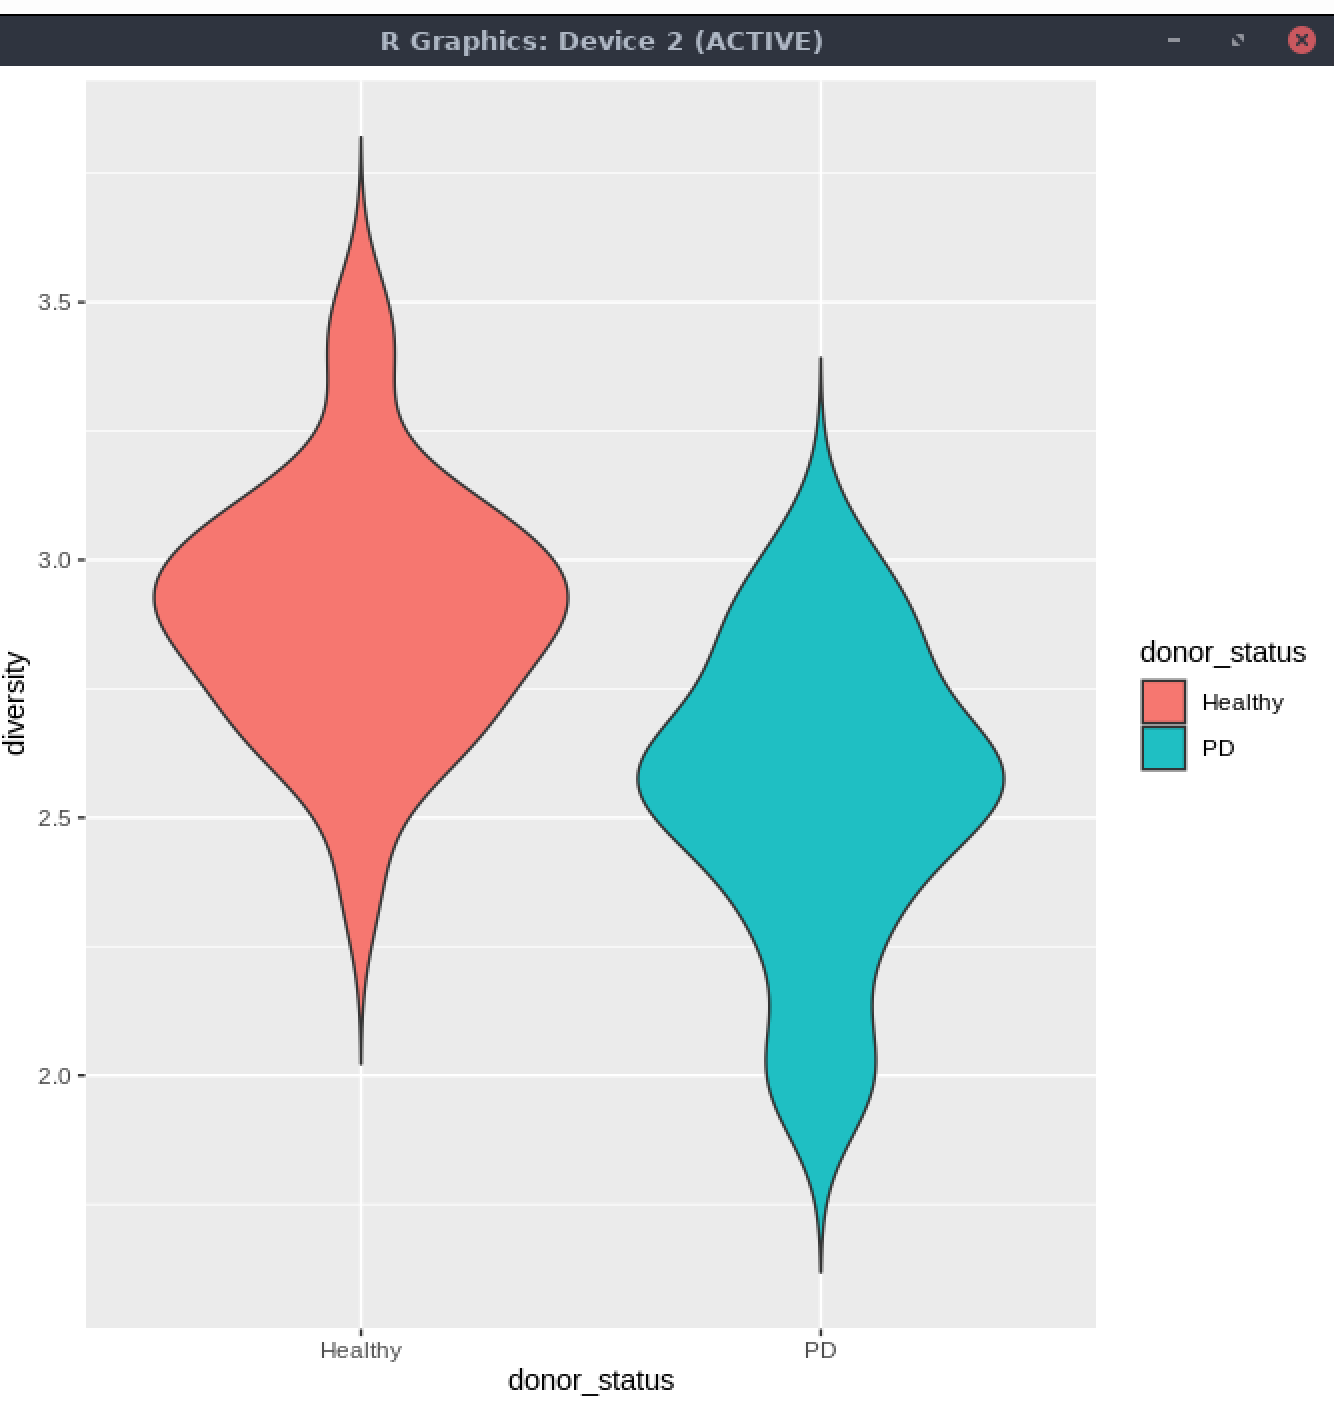 R Graphics: Device 2 (ACTIVE)
3.5
3.0
2.5
2.0
diversity
Healthy
PD
donor_status
donor_status
Healthy
PD